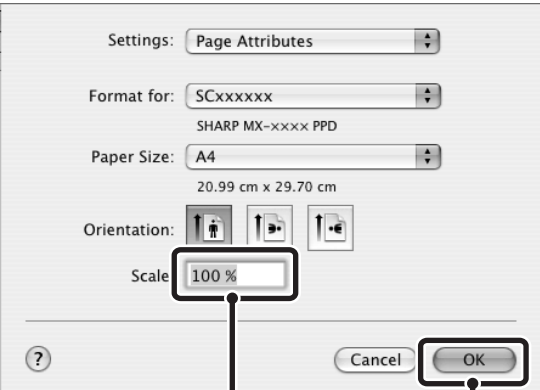 Settings: Page Attributes
Format for: SCxxxxxx
SHARP MX-×××× PPD
Paper Size: A4
20.99 cm x 29.70 cm
Orientation:
Scale 100 %
? Cancel OK